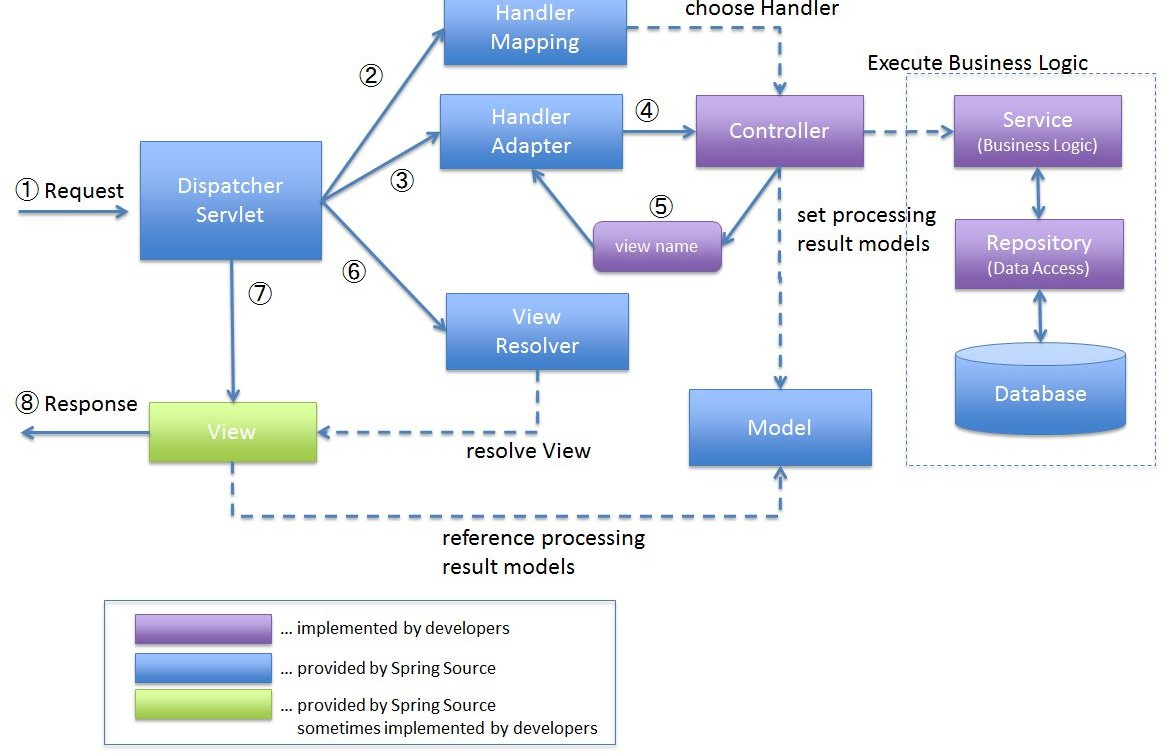 Handler
Mapping
choose Handler
②
Execute Business Logic
Handler
Adapter
④
Controller
Service
(Business Logic)
① Request
Dispatcher
Servlet
③
⑤
view name
set processing
result models
Repository
(Data Access)
⑥
⑦
View
Resolver
Database
⑧ Response
View
resolve View
Model
reference processing
result models
... implemented by developers
... provided by Spring Source
... provided by Spring Source
sometimes implemented by developers